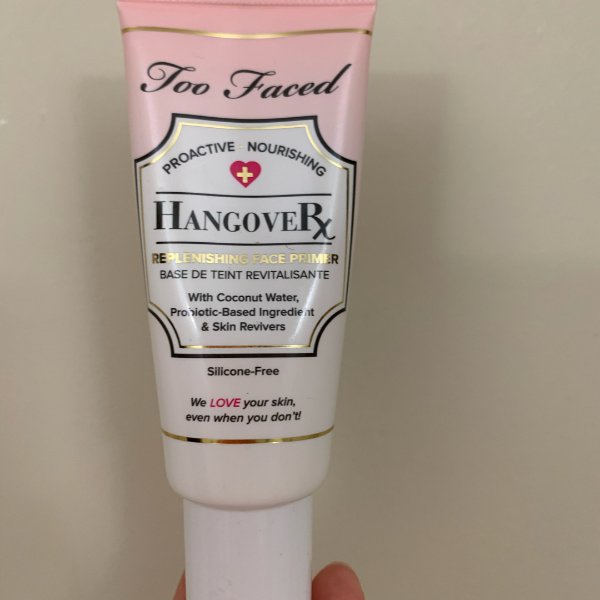 Too Faced
PROACTIVE · NOURISHING
HANGOVERx
REPLENISHING FACE PRIMER
BASE DE TEINT REVITALISANTE
With Coconut Water,
Probiotic-Based Ingredient
& Skin Revivers
Silicone-Free
We LOVE your skin,
even when you don't!